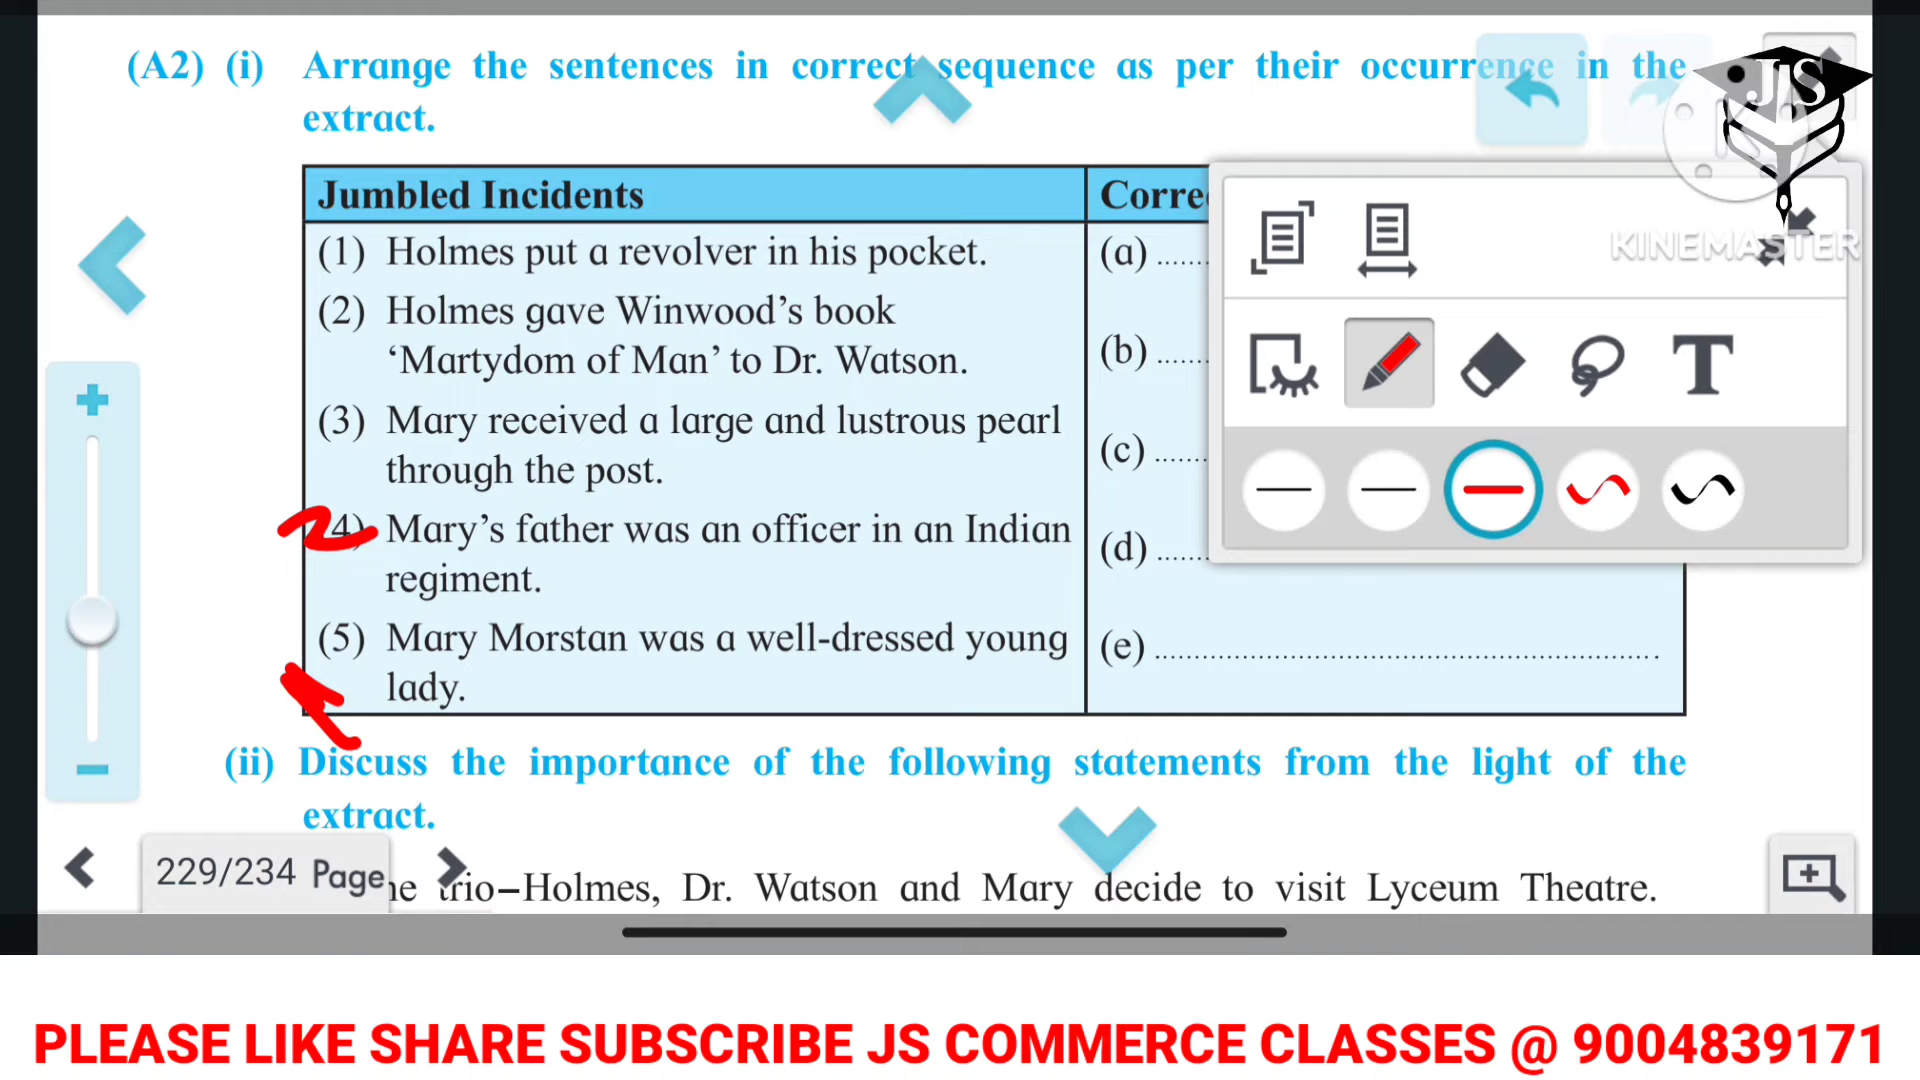 (A2) (i) Arrange the sentences in correct sequence as per their occurrence in the
extract.
JS
Jumbled Incidents
Corre
KINEMASTER
(1) Holmes put a revolver in his pocket.
(a) ......
(2) Holmes gave Winwood's book
‘Martydom of Man’ to Dr. Watson.
(b) ......
(3) Mary received a large and lustrous pearl
through the post.
(c) ......
(4) Mary's father was an officer in an Indian
regiment.
(d) ......
(5) Mary Morstan was a well-dressed young
lady.
(e) ................................................................
(ii) Discuss the importance of the following statements from the light of the
extract.
229/234 Page
trio–Holmes, Dr. Watson and Mary decide to visit Lyceum Theatre.
PLEASE LIKE SHARE SUBSCRIBE JS COMMERCE CLASSES @ 9004839171